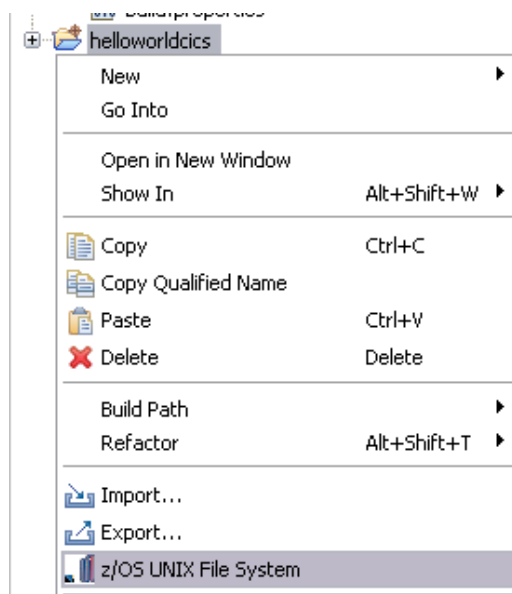 helloworldcics
New
Go Into
Open in New Window
Show In Alt+Shift+W
Copy Ctrl+C
Copy Qualified Name
Paste Ctrl+V
Delete Delete
Build Path
Refactor Alt+Shift+T
Import...
Export...
z/OS UNIX File System